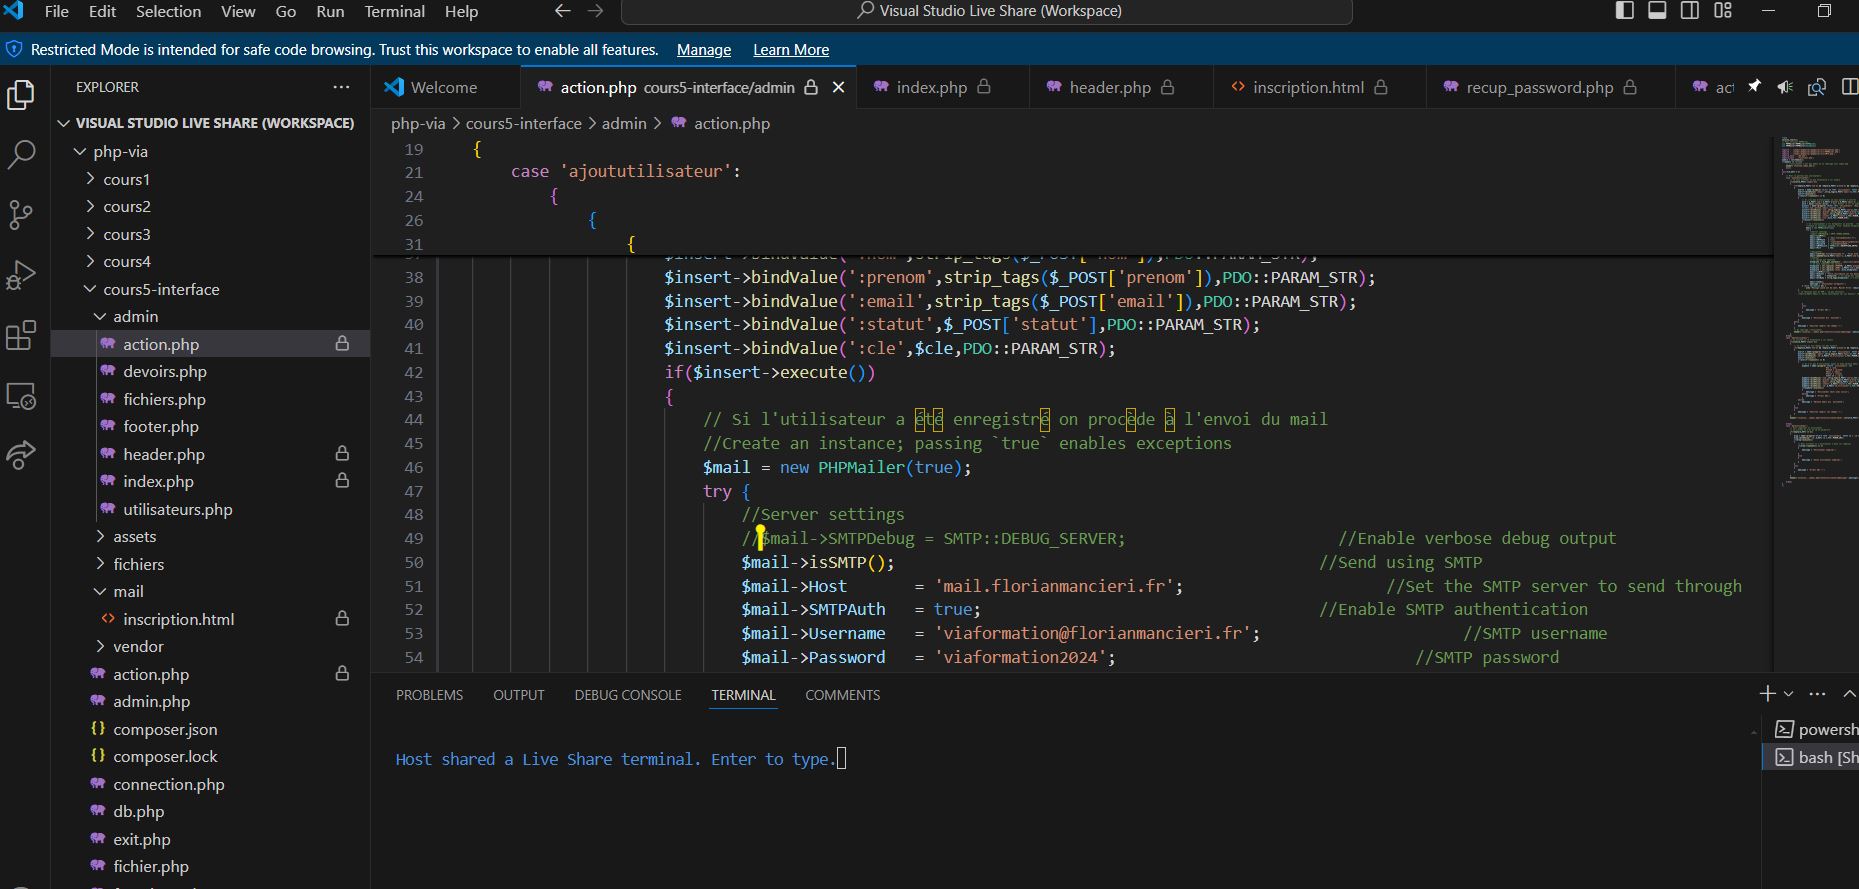 File Edit Selection View Go Run Terminal Help
Visual Studio Live Share (Workspace)
Restricted Mode is intended for safe code browsing. Trust this workspace to enable all features. Manage Learn More
EXPLORER
VISUAL STUDIO LIVE SHARE (WORKSPACE)
php-via
cours1
cours2
cours3
cours4
cours5-interface
admin
action.php
devoirs.php
fichiers.php
footer.php
header.php
index.php
utilisateurs.php
assets
fichiers
mail
inscription.html
vendor
action.php
admin.php
composer.json
composer.lock
connection.php
db.php
exit.php
fichier.php
Welcome action.php cours5-interface/admin index.php header.php inscription.html recup_password.php act
php-via > cours5-interface > admin > action.php
19 {
21 case 'ajoututilisateur':
24 {
26 {
31 {
37 $insert->bindValue(':nom',strip_tags($_POST['nom']),PDO::PARAM_STR);
38 $insert->bindValue(':prenom',strip_tags($_POST['prenom']),PDO::PARAM_STR);
39 $insert->bindValue(':email',strip_tags($_POST['email']),PDO::PARAM_STR);
40 $insert->bindValue(':statut',$_POST['statut'],PDO::PARAM_STR);
41 $insert->bindValue(':cle',$cle,PDO::PARAM_STR);
42 if($insert->execute())
43 {
44 // Si l'utilisateur a été enregistré on procède à l'envoi du mail
45 //Create an instance; passing `true` enables exceptions
46 $mail = new PHPMailer(true);
47 try {
48 //Server settings
49 //$mail->SMTPDebug = SMTP::DEBUG_SERVER; //Enable verbose debug output
50 $mail->isSMTP(); //Send using SMTP
51 $mail->Host = 'mail.florianmancieri.fr'; //Set the SMTP server to send through
52 $mail->SMTPAuth = true; //Enable SMTP authentication
53 $mail->Username = 'viaformation@florianmancieri.fr'; //SMTP username
54 $mail->Password = 'viaformation2024'; //SMTP password
PROBLEMS OUTPUT DEBUG CONSOLE TERMINAL COMMENTS
Host shared a Live Share terminal. Enter to type.
powersh
bash [Sh